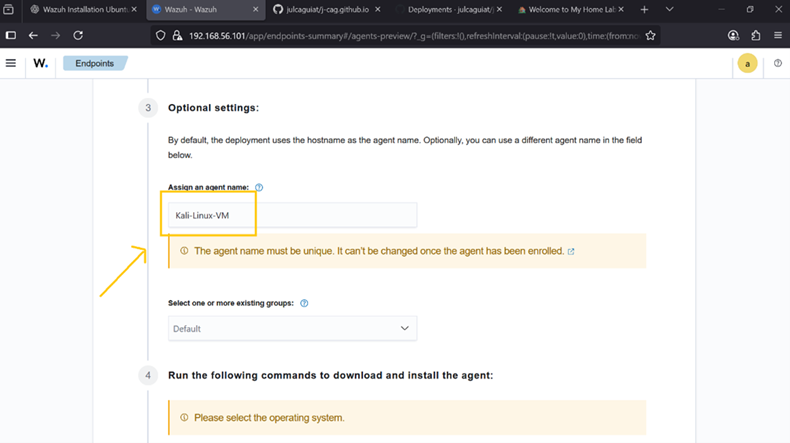 Wazuh Installation Ubuntu
Wazuh - Wazuh
julcaguiat/j-cag.github.io
Deployments · julcaguiat/j
Welcome to My Home Lab
192.168.56.101/app/endpoints-summary#/agents-preview/?_g=(filters:!(),refreshInterval:(pause:!t,value:0),time:(from:now
W.
Endpoints
a
3
Optional settings:
By default, the deployment uses the hostname as the agent name. Optionally, you can use a different agent name in the field
below.
Assign an agent name:
Kali-Linux-VM
The agent name must be unique. It can't be changed once the agent has been enrolled.
Select one or more existing groups:
Default
4
Run the following commands to download and install the agent:
Please select the operating system.